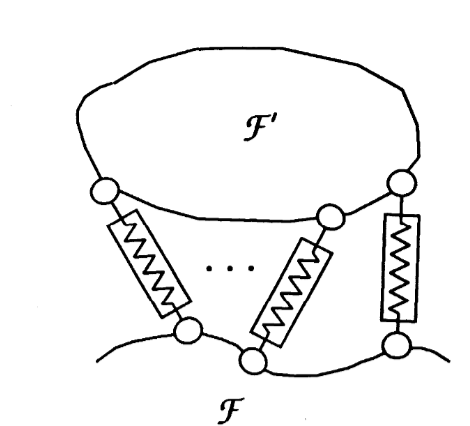 ℱ'
. . .
ℱ